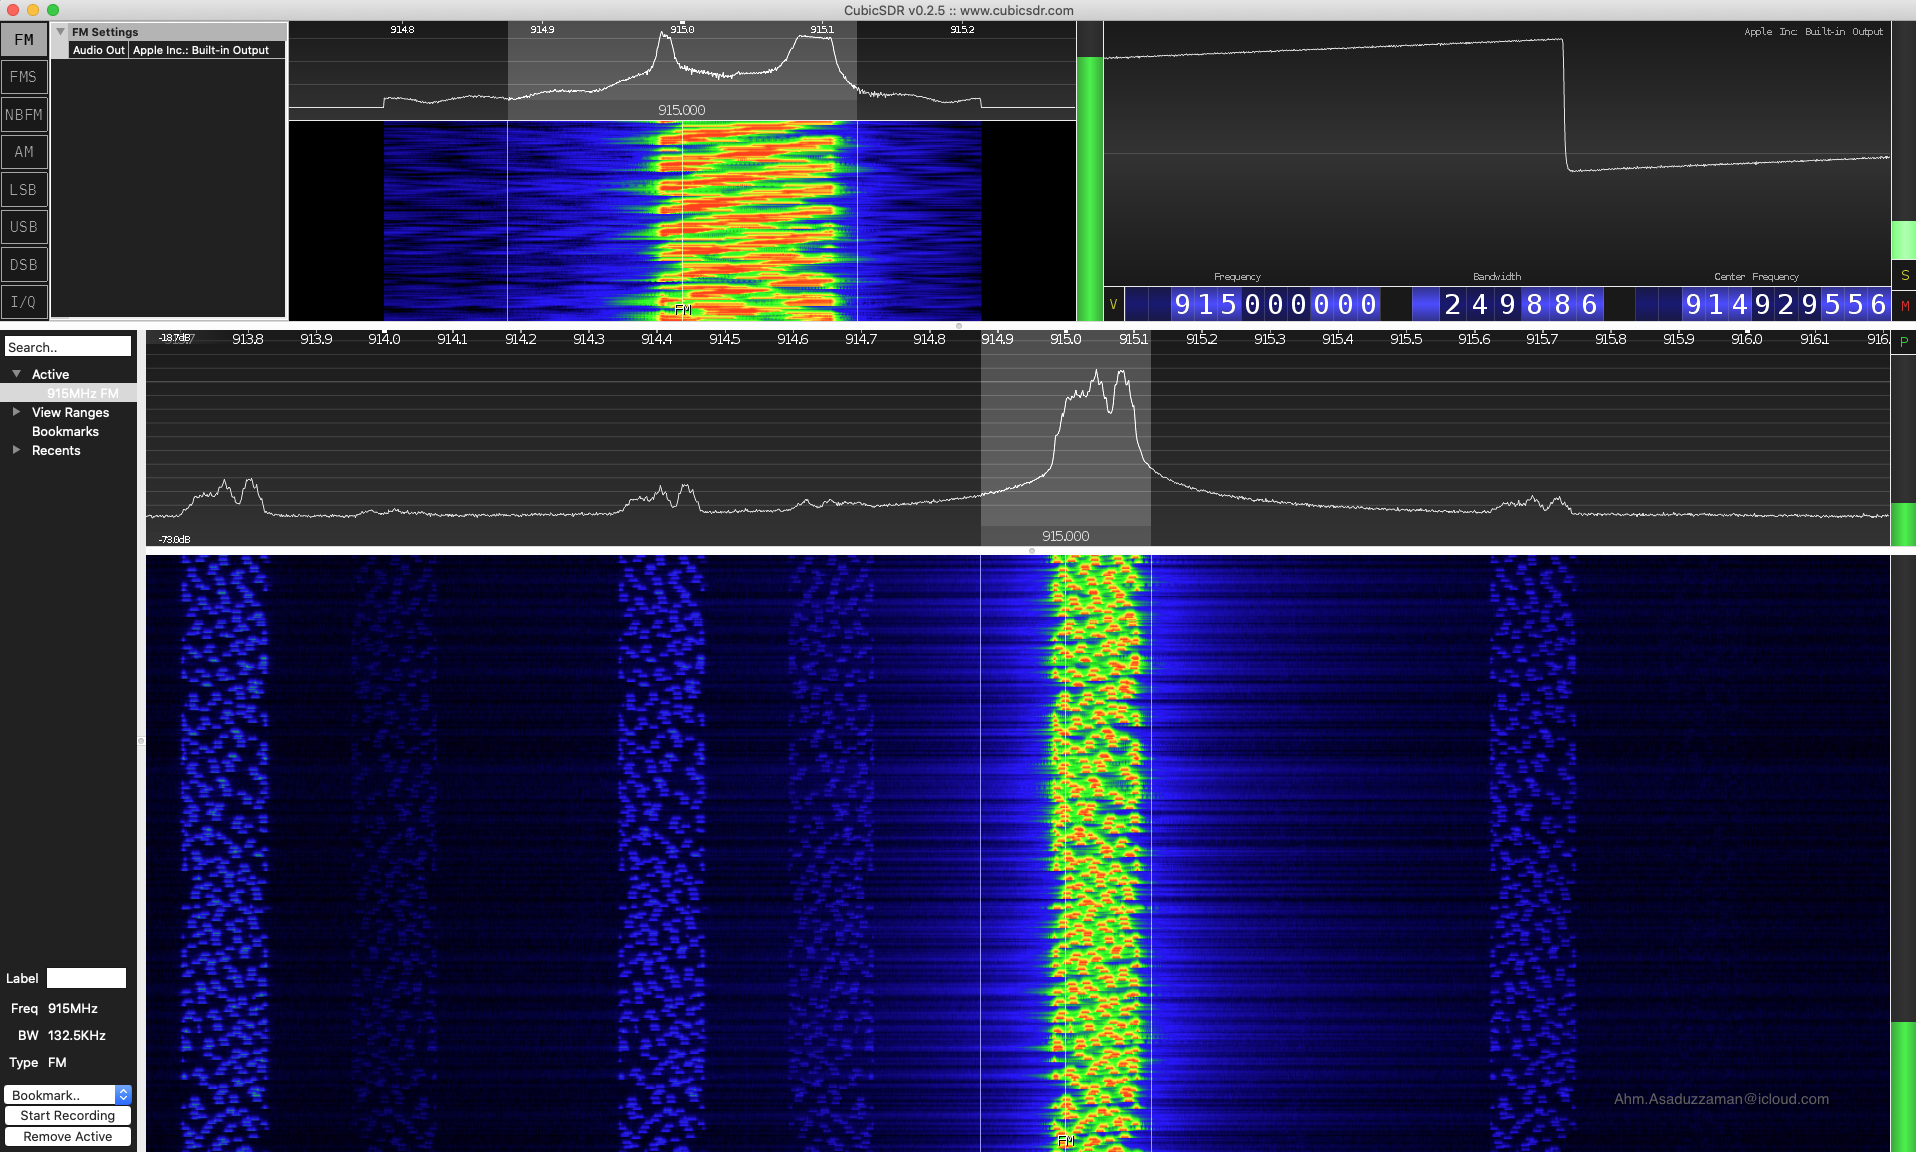 CubicSDR v0.2.5 :: www.cubicsdr.com
FM
FMS
NBFM
AM
LSB
USB
DSB
I/Q
FM Settings
Audio Out Apple Inc.: Built-in Output
914.8 914.9 915.0 915.1 915.2
915.000
FM
Apple Inc: Built-in Output
Frequency Bandwidth Center Frequency
V 915000000 249886 914929556
S
M
P
Search..
Active
915MHz FM
View Ranges
Bookmarks
Recents
-18.7dB
913.8 913.9 914.0 914.1 914.2 914.3 914.4 914.5 914.6 914.7 914.8 914.9 915.0 915.1 915.2 915.3 915.4 915.5 915.6 915.7 915.8 915.9 916.0 916.1 916.
-73.0dB
915.000
Label
Freq 915MHz
BW 132.5KHz
Type FM
Bookmark..
Start Recording
Remove Active
Ahm.Asaduzzaman@icloud.com
FM